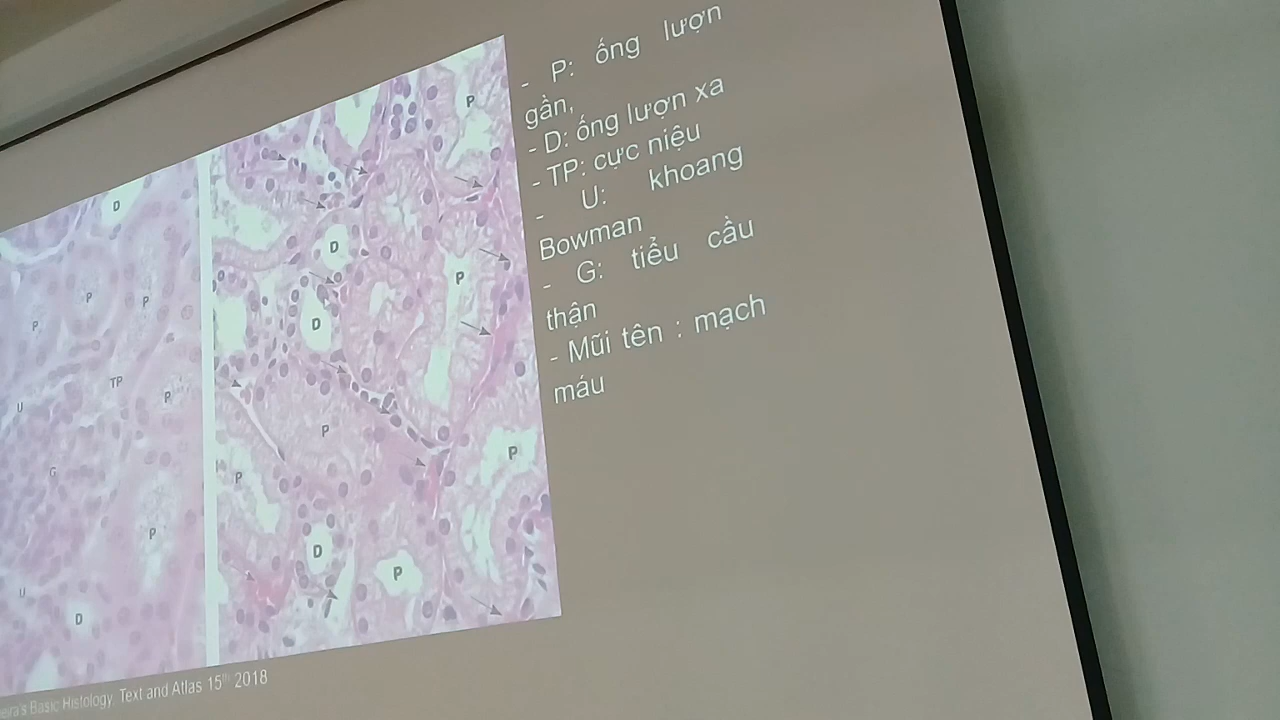 - P: ống lượn
gần,
- D: ống lượn xa
- TP: cực niệu
- U: khoang
Bowman
- G: tiểu cầu
thận
- Mũi tên : mạch
máu
D
P
P
P
TP
P
U
G
P
U
D
P
D
P
D
P
P
P
D
P
Basic Histology: Text and Atlas 15th 2018